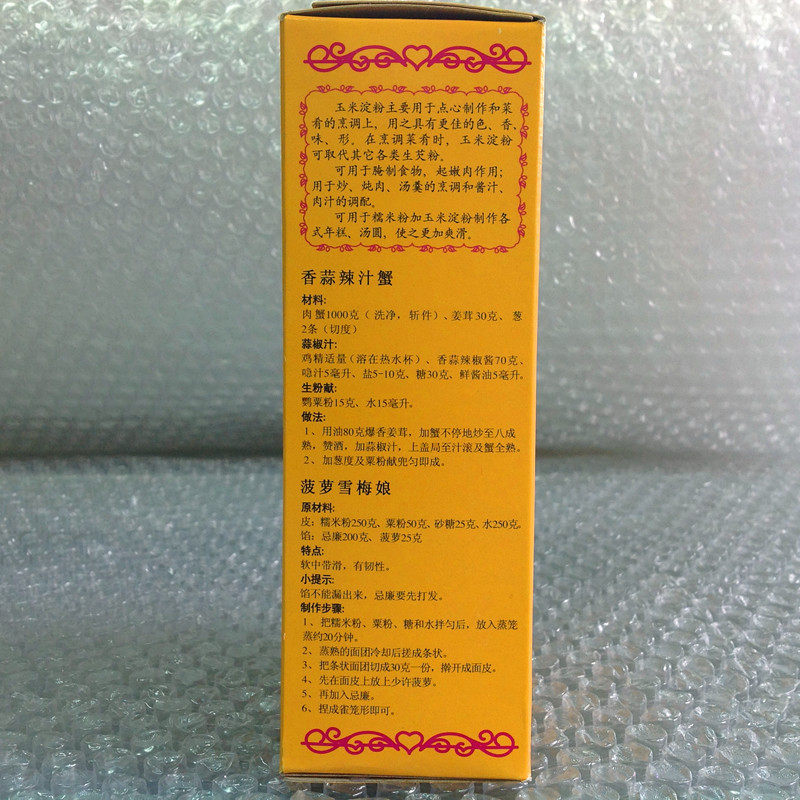 玉米淀粉主要用于点心制作和菜
肴的烹调上，用之具有更佳的色、香、
味、形。在烹调菜肴时，玉米淀粉
可取代其它各类生芡粉。
可用于腌制食物、起嫩肉作用；
用于炒、炖肉、汤羹的烹调和酱汁、
肉汁的调配。
可用于糯米粉加玉米淀粉制作各
式年糕、汤圆，使之更加爽滑。
香蒜辣汁蟹
材料:
肉蟹1000克（洗净，斩件）、姜茸30克、葱
2条（切度）
蒜椒汁:
鸡精适量（溶在热水杯）、香蒜辣椒酱70克、
喼汁5毫升、盐5-10克、糖30克、鲜酱油5毫升。
生粉献:
鹦粟粉15克、水15毫升。
做法:
1、用油80克爆香姜茸，加蟹不停地炒至八成
熟，赞酒，加蒜椒汁，上盖局至汁滚及蟹全熟。
2、加葱度及粟粉献兜匀即成。
菠萝雪梅娘
原材料:
皮：糯米粉250克、粟粉50克、砂糖25克、水250克。
馅：忌廉200克、菠萝25克
特点:
软中带滑，有韧性。
小提示:
馅不能漏出来，忌廉要先打发。
制作步骤:
1、把糯米粉、粟粉、糖和水拌匀后，放入蒸笼
蒸约20分钟。
2、蒸熟的面团冷却后搓成条状。
3、把条状面团切成30克一份，擀开成面皮。
4、先在面皮上放上少许菠萝。
5、再加入忌廉。
6、捏成雀笼形即可。